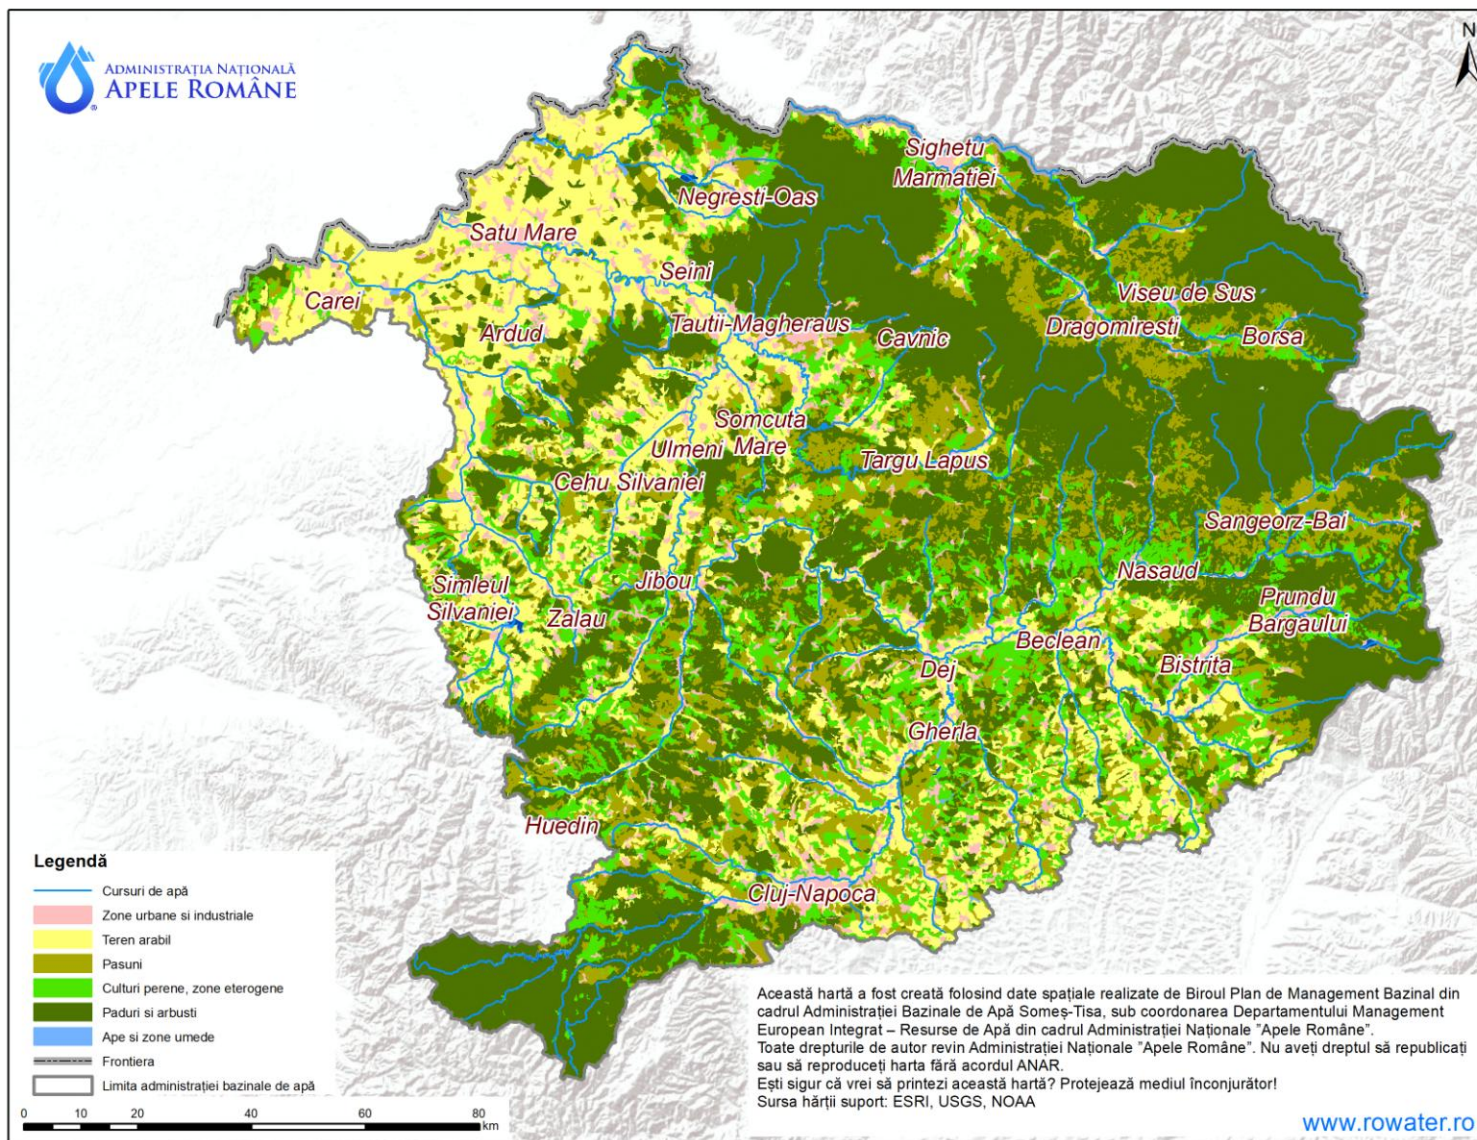 ADMINISTRAȚIA NAȚIONALĂ
APELE ROMÂNE
N
Sighetu
Marmatiei
Negresti-Oas
Satu Mare
Seini
Carei
Viseu de Sus
Tautii-Magheraus
Dragomiresti
Ardud
Cavnic
Borsa
Somcuta
Mare
Ulmeni
Targu Lapus
Cehu Silvaniei
Sangeorz-Bai
Nasaud
Simleul
Silvaniei
Jibou
Prundu
Bargaului
Zalau
Beclean
Dej
Bistrita
Gherla
Huedin
Cluj-Napoca
Legendă
Cursuri de apă
Zone urbane si industriale
Teren arabil
Pasuni
Culturi perene, zone eterogene
Paduri si arbusti
Ape si zone umede
Frontiera
Limita administrației bazinale de apă
0 10 20 40 60 80
km
Această hartă a fost creată folosind date spațiale realizate de Biroul Plan de Management Bazinal din
cadrul Administrației Bazinale de Apă Someș-Tisa, sub coordonarea Departamentului Management
European Integrat – Resurse de Apă din cadrul Administrației Naționale "Apele Române".
Toate drepturile de autor revin Administrației Naționale "Apele Române". Nu aveți dreptul să republicați
sau să reproduceți harta fără acordul ANAR.
Ești sigur că vrei să printezi această hartă? Protejează mediul înconjurător!
Sursa hărții suport: ESRI, USGS, NOAA
www.rowater.ro